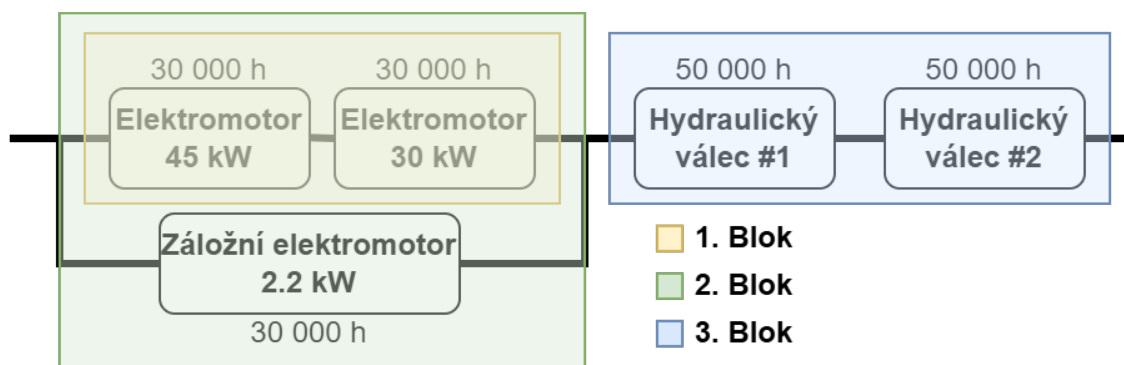 30 000 h
30 000 h
50 000 h
50 000 h
Elektromotor
45 kW
Elektromotor
30 kW
Hydraulický
válec #1
Hydraulický
válec #2
Záložní elektromotor
2.2 kW
30 000 h
1. Blok
2. Blok
3. Blok